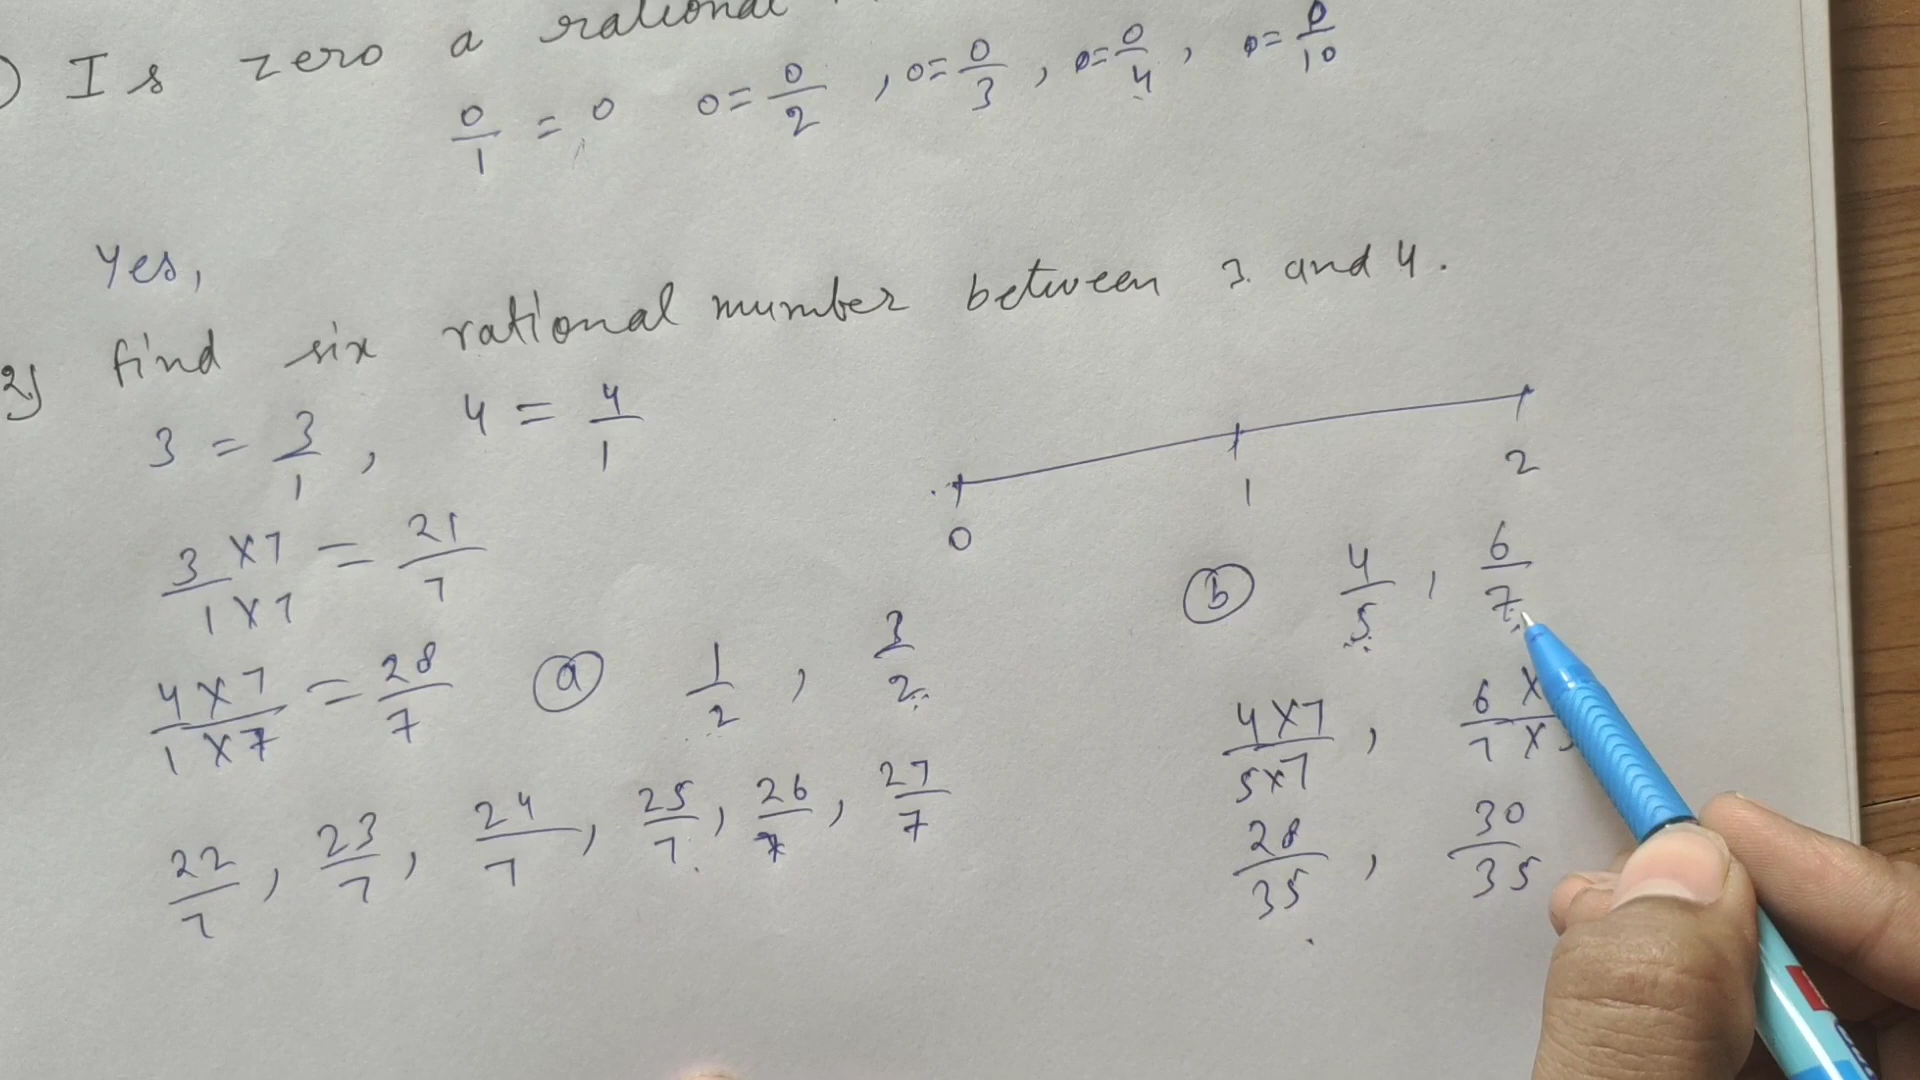 ) Is zero a rational
0/1 = 0 0 = 0/2 , 0 = 0/3 , 0 = 0/4 , 0 = 0/10
Yes,
2) find six rational number between 3 and 4.
3 = 3/1 , 4 = 4/1
0 1 2
3 X 7 / 1 X 7 = 21/7
4 X 7 / 1 X 7 = 28/7
22/7 , 23/7 , 24/7 , 25/7 , 26/7 , 27/7
(a) 1/2 , 3/2
(b) 4/5 , 6/7
4 X 7 / 5 X 7 , 6 X / 7 X
28/35 , 30/35